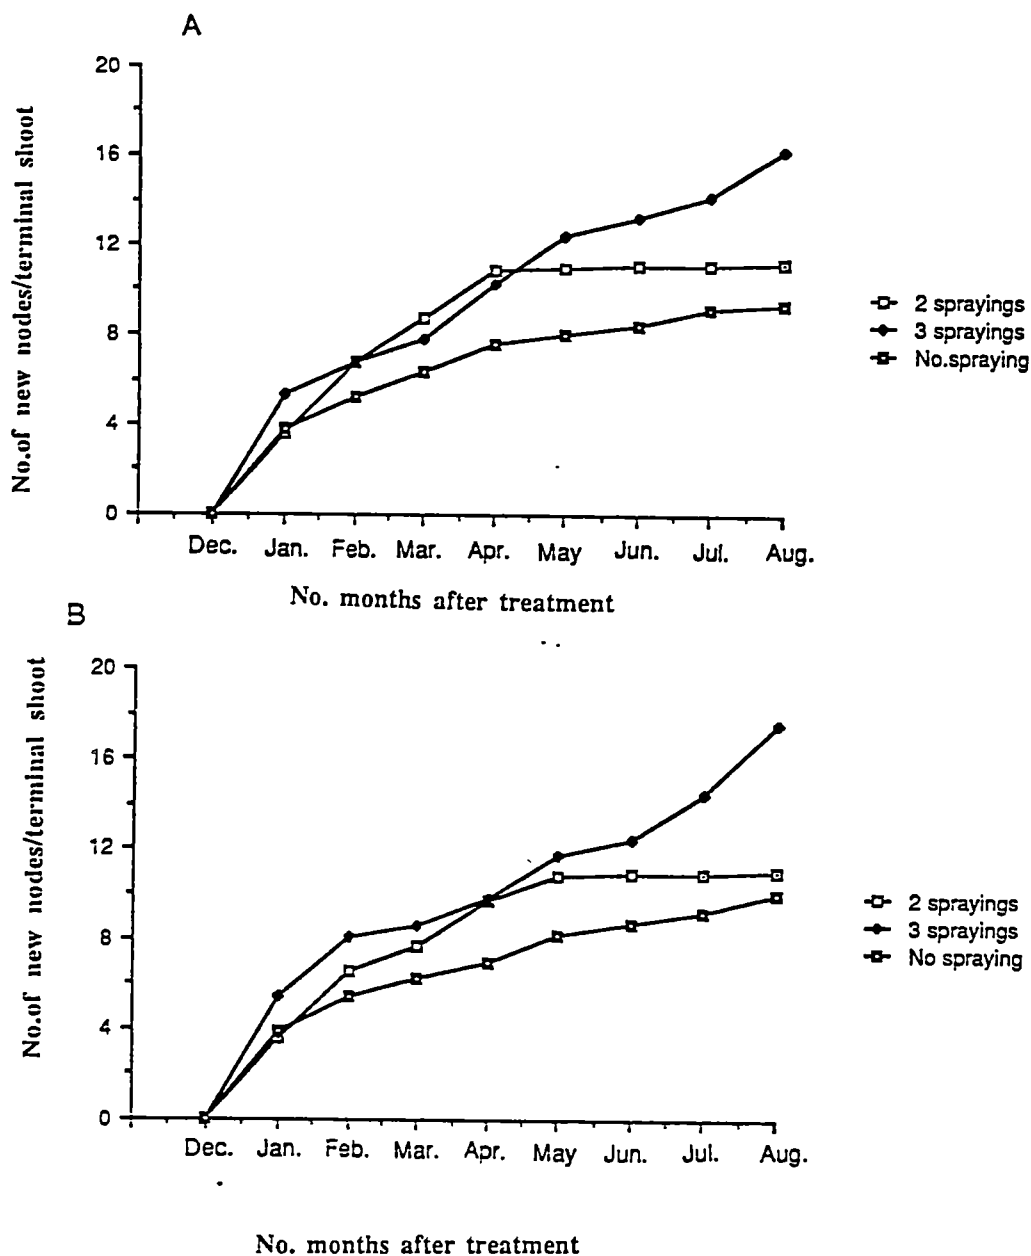 A
No.of new nodes/terminal shoot
20
16
12
8
4
0
Dec. Jan. Feb. Mar. Apr. May Jun. Jul. Aug.
No. months after treatment
2 sprayings
3 sprayings
No.spraying
B
No.of new nodes/terminal shoot
20
16
12
8
4
0
Dec. Jan. Feb. Mar. Apr. May Jun. Jul. Aug.
No. months after treatment
2 sprayings
3 sprayings
No spraying